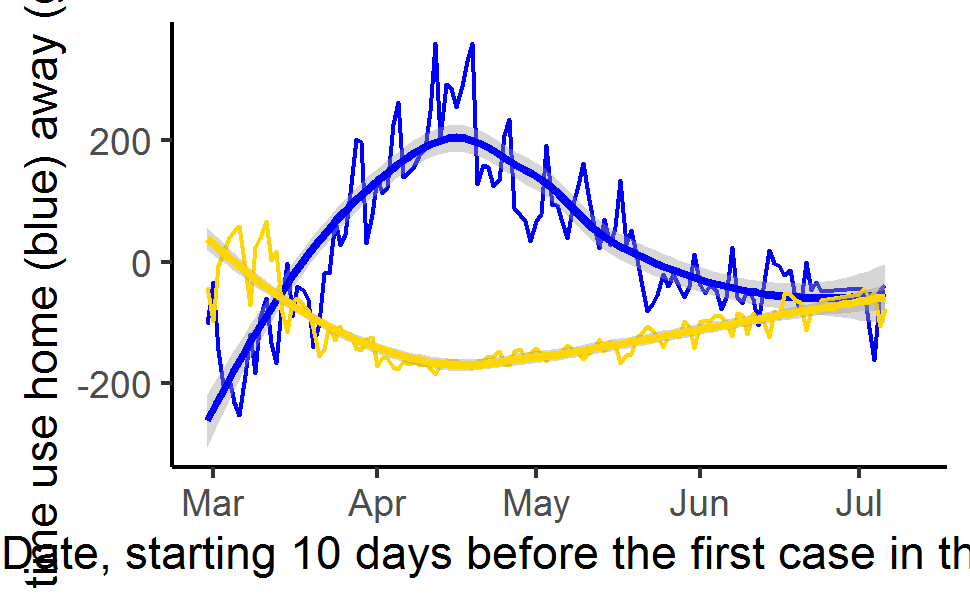 time use home (blue) away (
200
0
-200
Mar Apr May Jun Jul
Date, starting 10 days before the first case in th